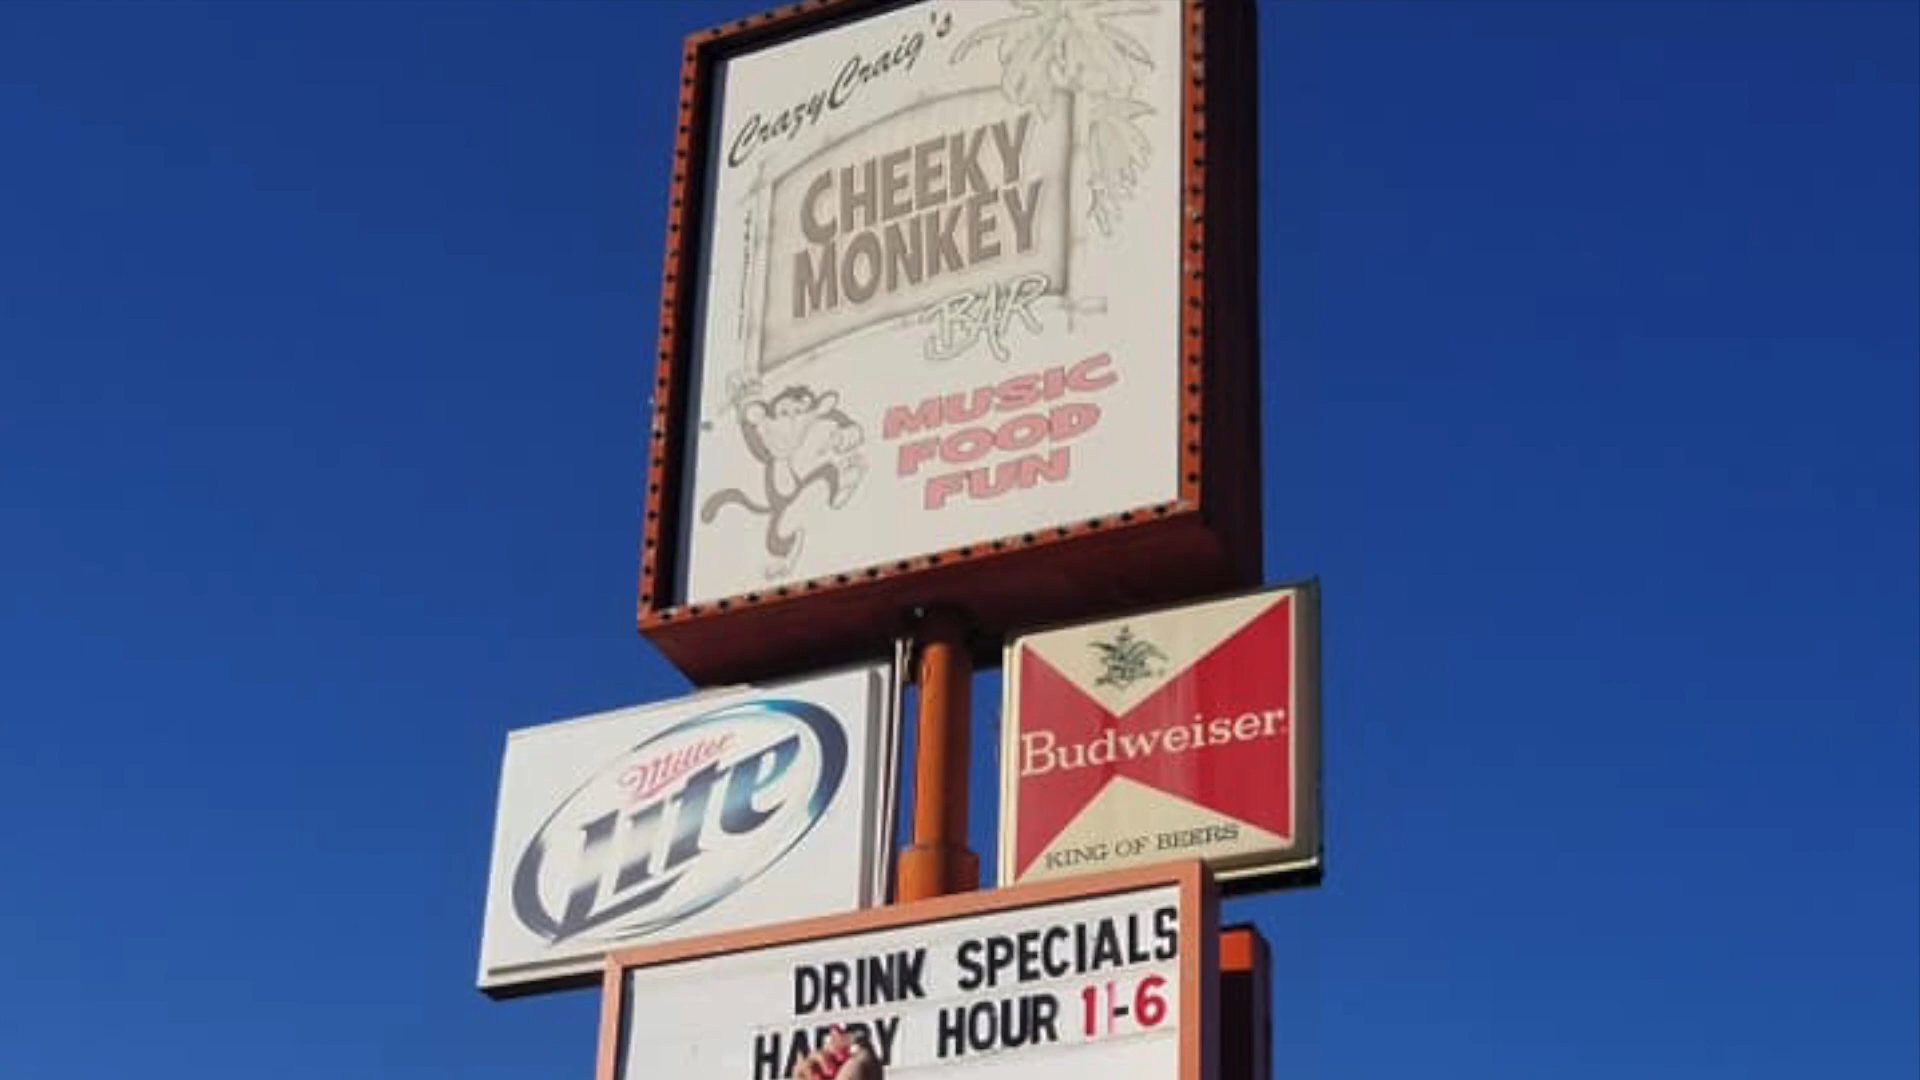 Crazy Craig's
CHEEKY
MONKEY
BAR
MUSIC
FOOD
FUN
Miller
Lite
Budweiser
KING OF BEERS
DRINK SPECIALS
HAPPY HOUR 11-6